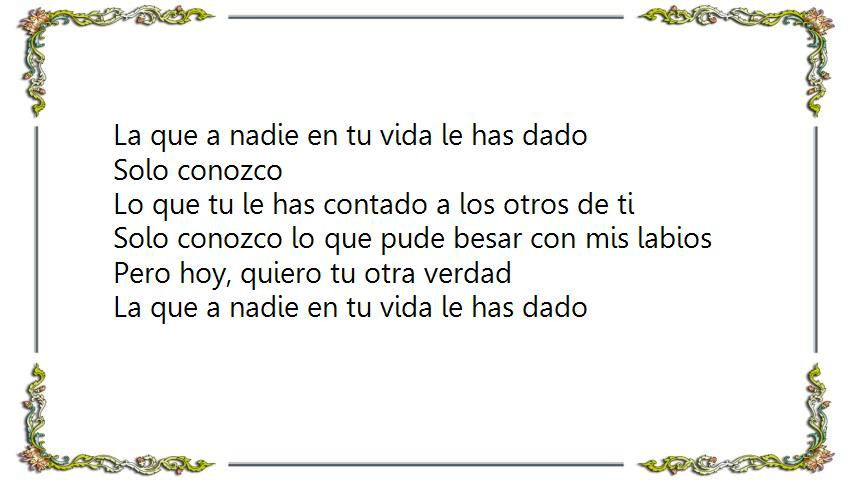 La que a nadie en tu vida le has dado
Solo conozco
Lo que tu le has contado a los otros de ti
Solo conozco lo que pude besar con mis labios
Pero hoy, quiero tu otra verdad
La que a nadie en tu vida le has dado